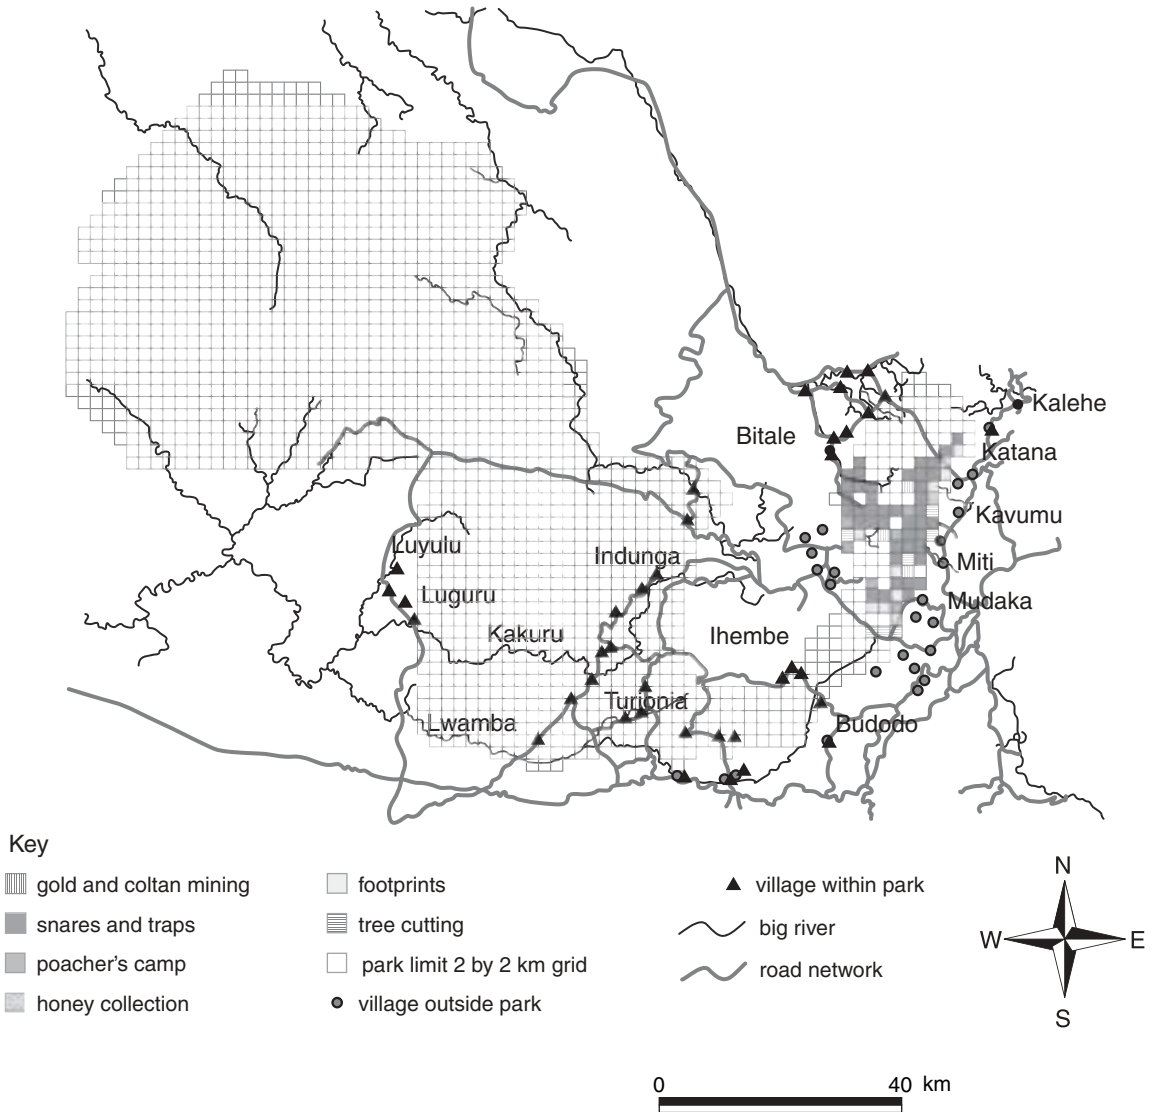 Kalehe
Bitale
Katana
Kavumu
Luyulu
Indunga
Miti
Luguru
Mudaka
Kakuru
Ihembe
Turionia
Lwamba
Budodo
Key
gold and coltan mining
snares and traps
poacher's camp
honey collection
footprints
tree cutting
park limit 2 by 2 km grid
village outside park
village within park
big river
road network
N
W E
S
0 40 km